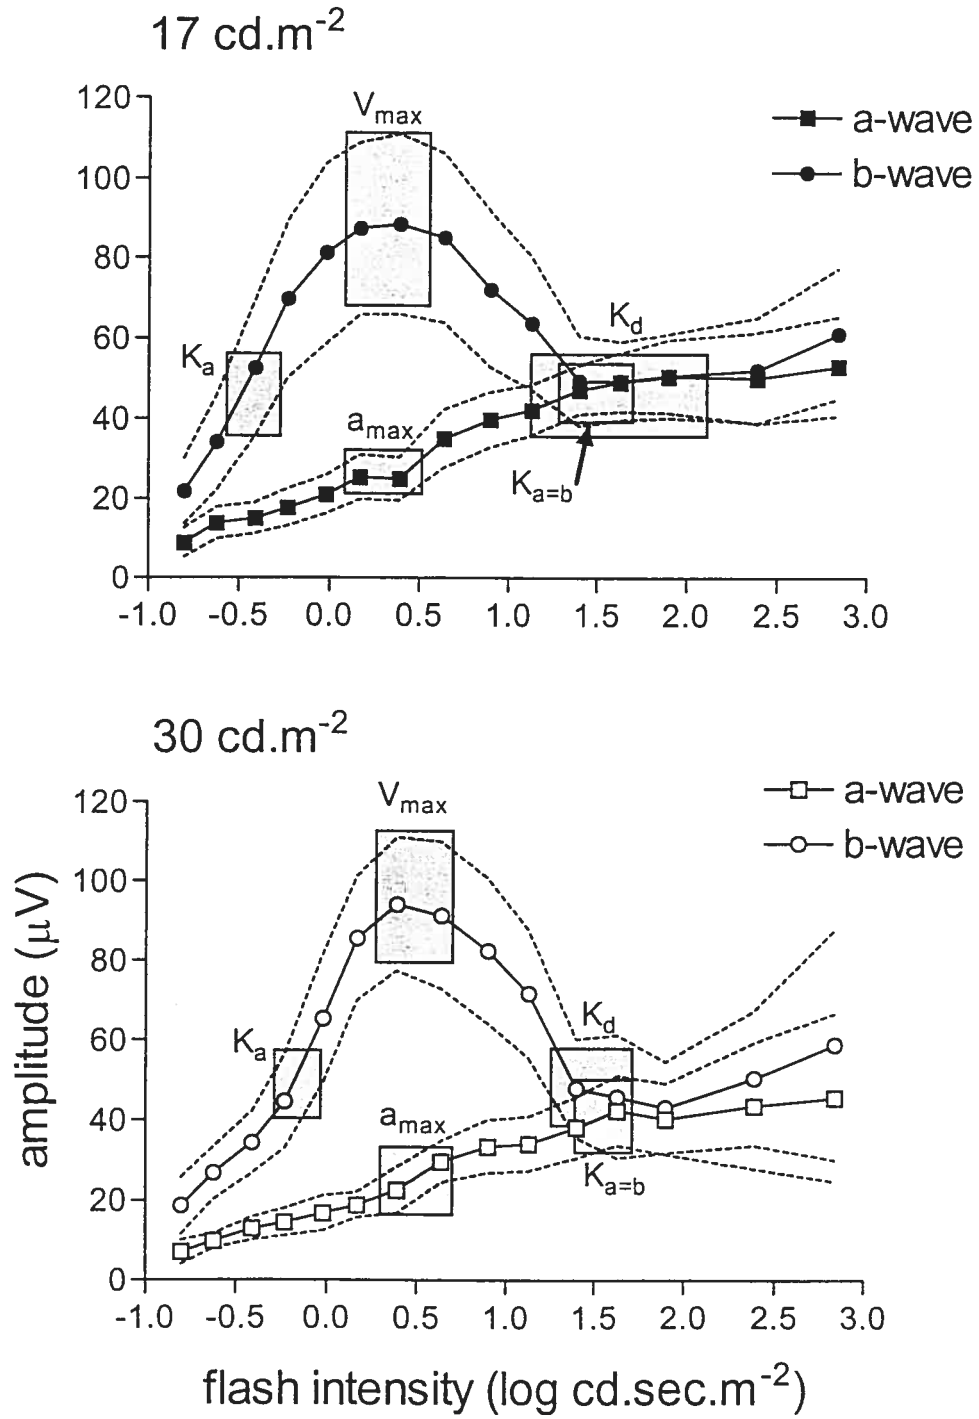 17 cd.m-2
120
100
80
60
40
20
0
Vmax
Ka
amax
Kd
Ka=b
a-wave
b-wave
-1.0 -0.5 0.0 0.5 1.0 1.5 2.0 2.5 3.0
30 cd.m-2
120
100
80
60
40
20
0
Vmax
Ka
amax
Kd
Ka=b
a-wave
b-wave
amplitude (μV)
-1.0 -0.5 0.0 0.5 1.0 1.5 2.0 2.5 3.0
flash intensity (log cd.sec.m-2)